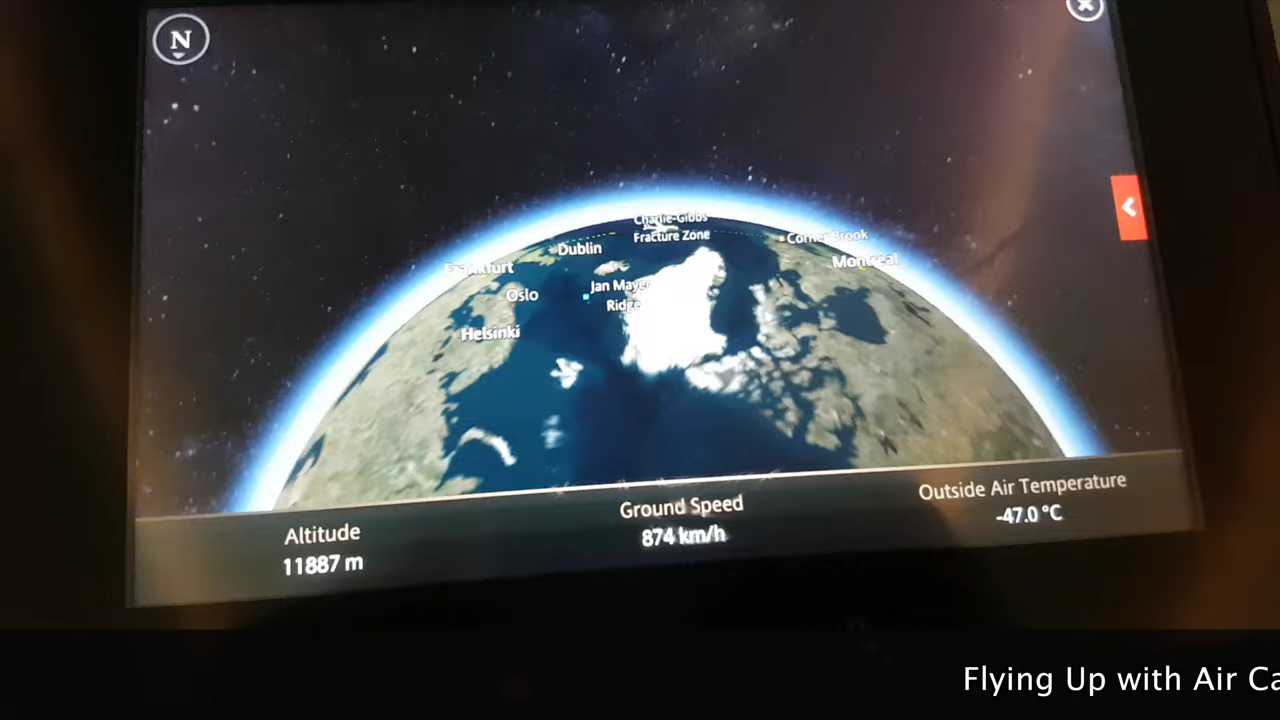 N
Charlie-Gibbs
Fracture Zone
Dublin
Corner Brook
Montreal
Frankfurt
Oslo
Jan Mayen
Ridge
Helsinki
Altitude
11887 m
Ground Speed
874 km/h
Outside Air Temperature
-47.0 °C
Flying Up with Air Ca